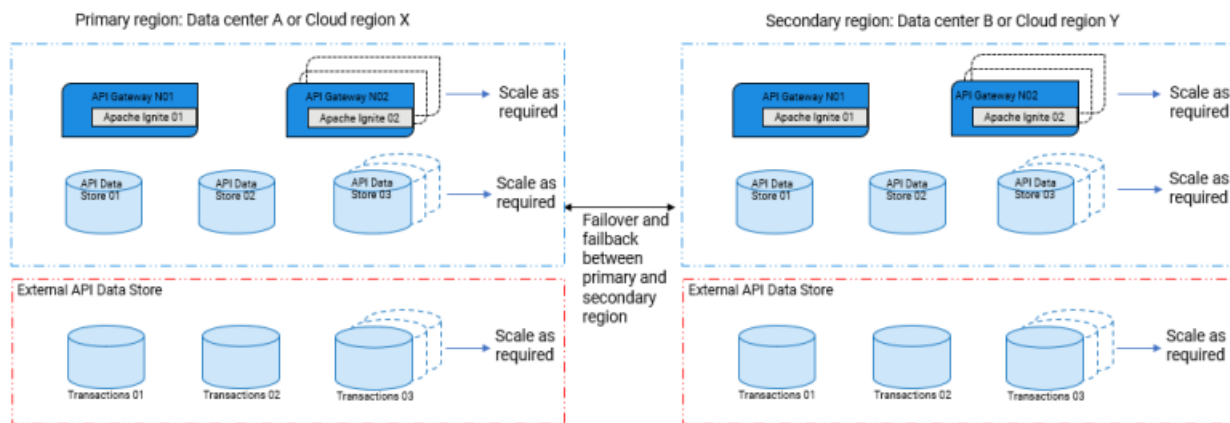 Primary region: Data center A or Cloud region X
API Gateway N01
Apache Ignite 01
API Gateway N02
Apache Ignite 02
Scale as
required
API Data
Store 01
API Data
Store 02
API Data
Store 03
Scale as
required
External API Data Store
Transactions 01
Transactions 02
Transactions 03
Scale as
required
Failover and
failback
between
primary and
secondary
region
Secondary region: Data center B or Cloud region Y
API Gateway N01
Apache Ignite 01
API Gateway N02
Apache Ignite 02
Scale as
required
API Data
Store 01
API Data
Store 02
API Data
Store 03
Scale as
required
External API Data Store
Transactions 01
Transactions 02
Transactions 03
Scale as
required